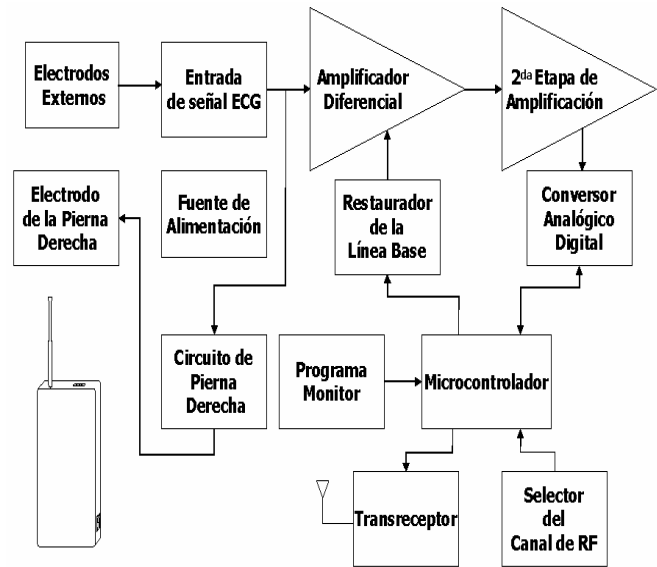 Electrodos
Externos
Entrada
de señal ECG
Amplificador
Diferencial
2da Etapa de
Amplificación
Electrodo
de la Pierna
Derecha
Fuente de
Alimentación
Restaurador
de la
Línea Base
Conversor
Analógico
Digital
Circuito de
Pierna
Derecha
Programa
Monitor
Microcontrolador
Transreceptor
Selector
del
Canal de RF